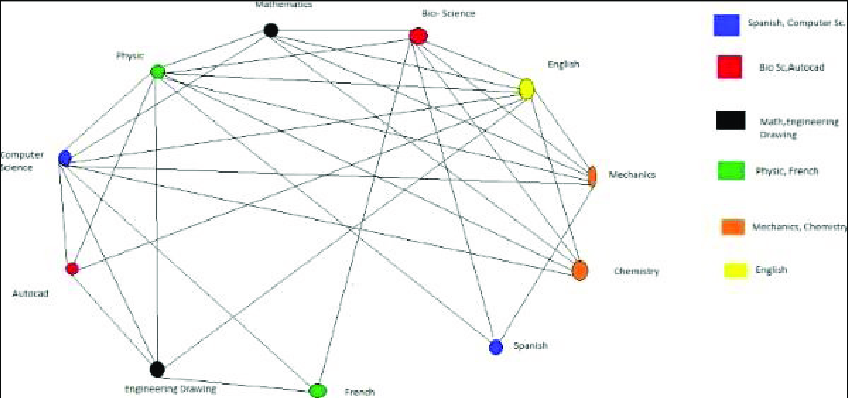 Mathematics
Bio- Science
Physic
English
Computer
Science
Mechanics
Chemistry
Autocad
Spanish
Engineering Drawing
French
Spanish, Computer Sc.
Bio Sc,Autocad
Math,Engineering
Drawing
Physic, French
Mechanics, Chemistry
English